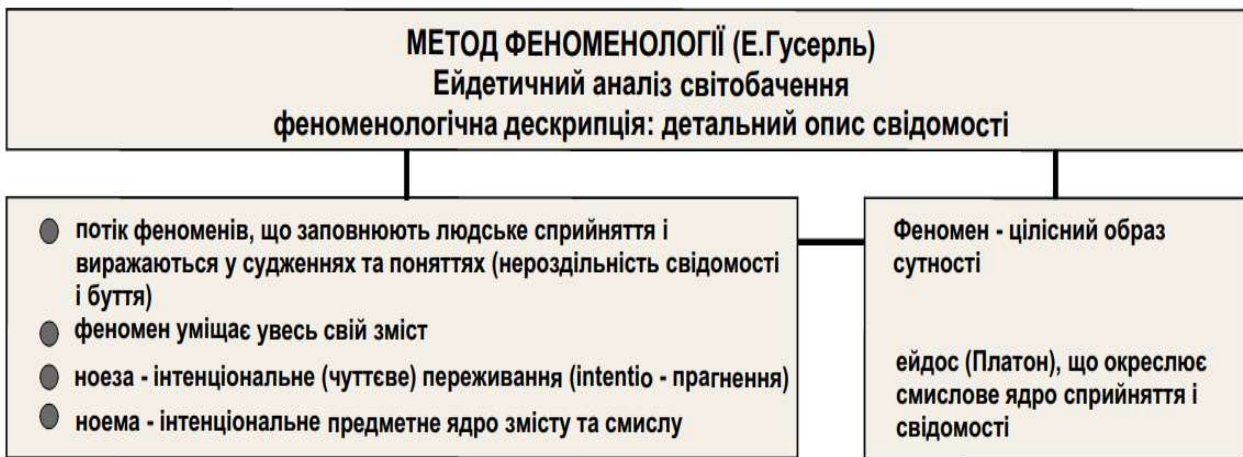 МЕТОД ФЕНОМЕНОЛОГІЇ (Е.Гусерль)
Ейдетичний аналіз світобачення
феноменологічна дескрипція: детальний опис свідомості
потік феноменів, що заповнюють людське сприйняття і
виражаються у судженнях та поняттях (нероздільність свідомості
і буття)
феномен уміщає увесь свій зміст
ноеза - інтенціональне (чуттєве) переживання (intentio - прагнення)
ноема - інтенціональне предметне ядро змісту та смислу
Феномен - цілісний образ
сутності
ейдос (Платон), що окреслює
смислове ядро сприйняття і
свідомості